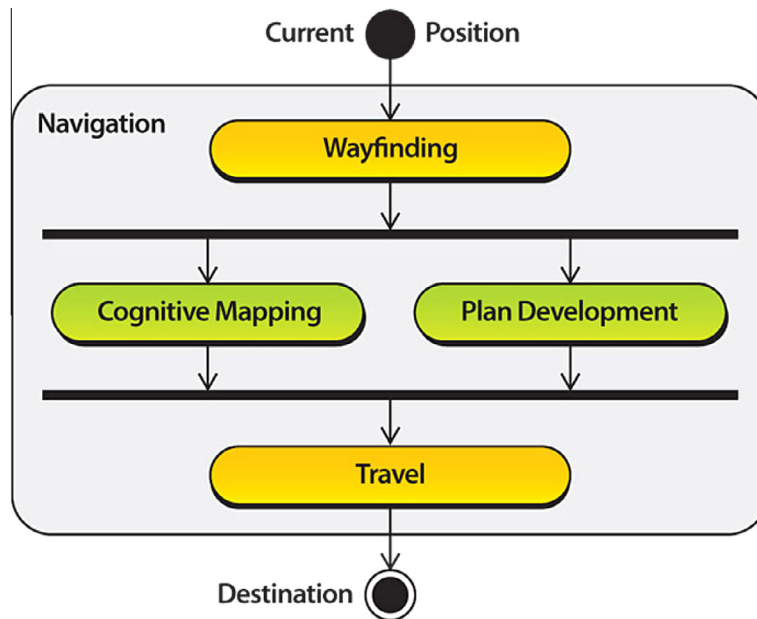 Current Position
Navigation
Wayfinding
Cognitive Mapping
Plan Development
Travel
Destination